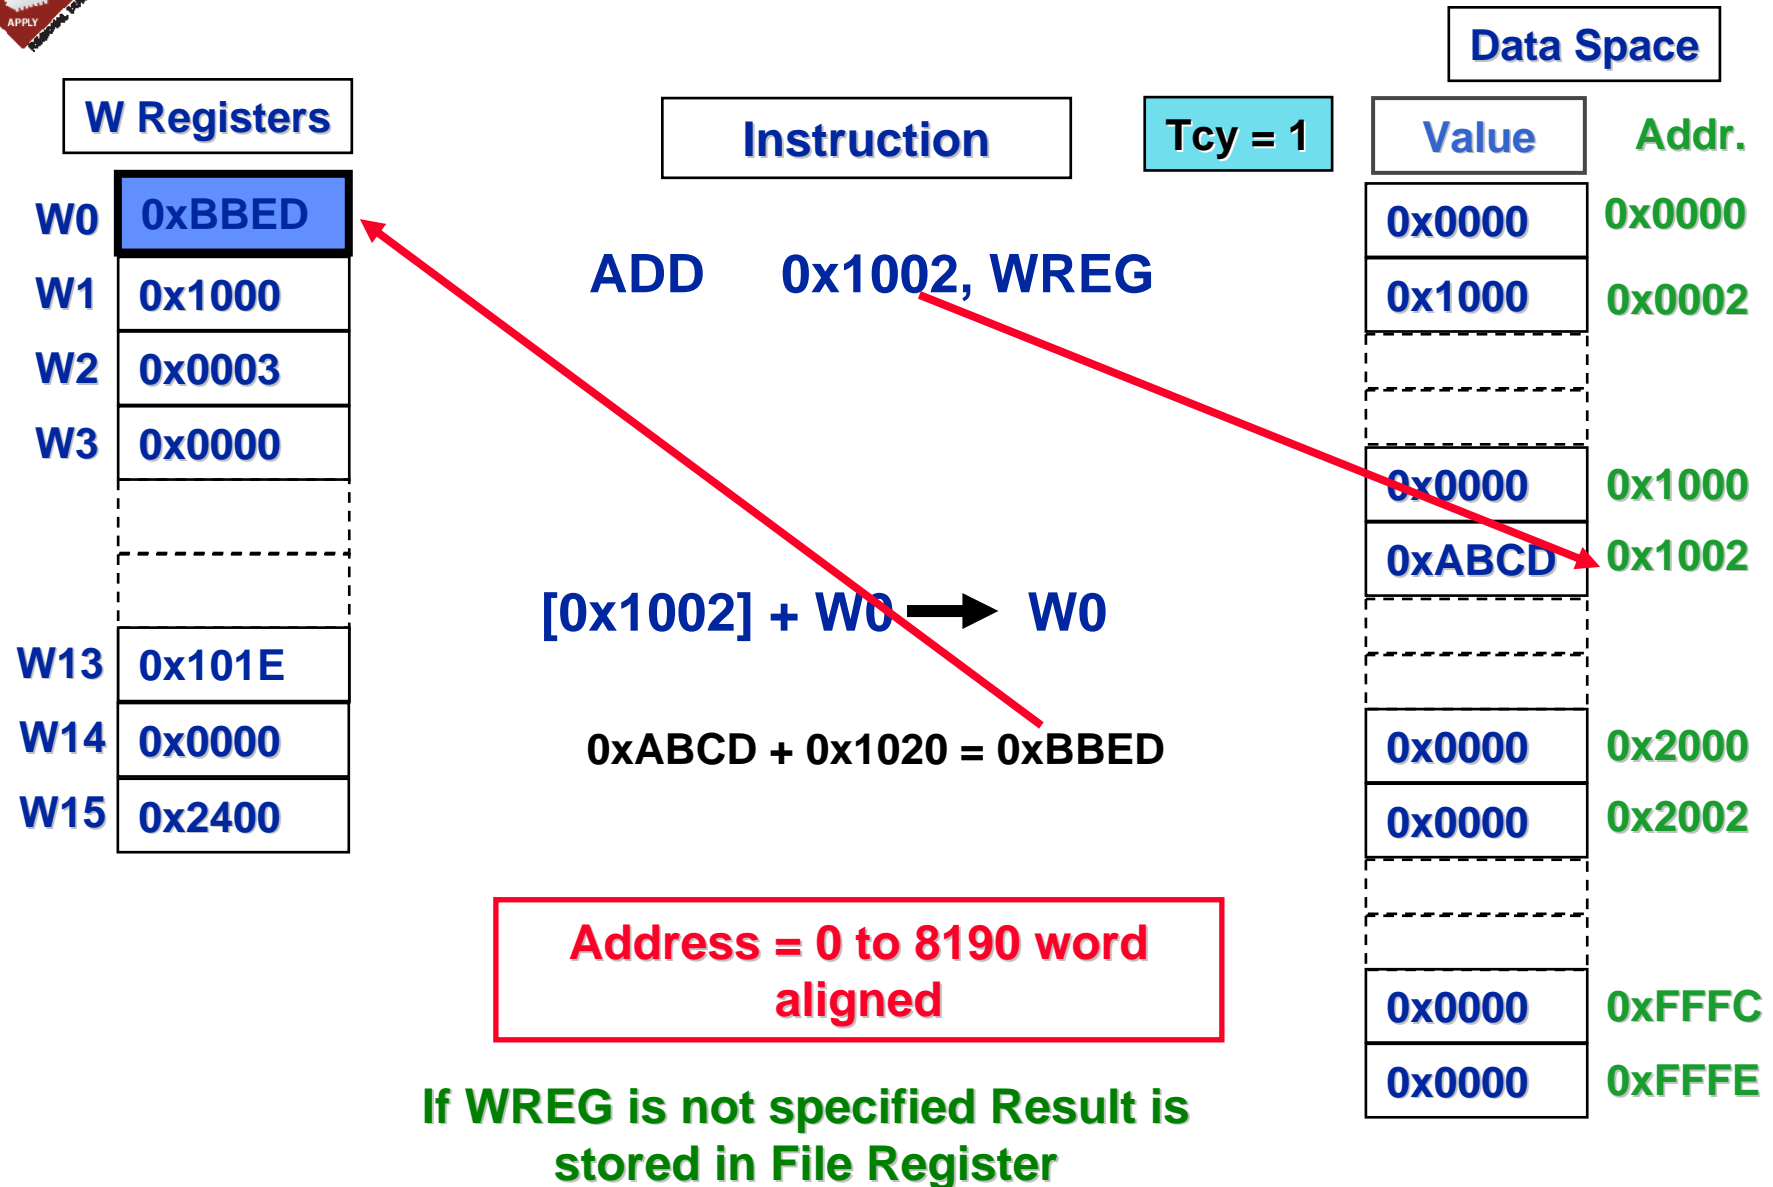 APPLY
Data Space
W Registers
Instruction
Tcy = 1
Value
Addr.
W0 0xBBED
W1 0x1000
W2 0x0003
W3 0x0000
W13 0x101E
W14 0x0000
W15 0x2400
ADD 0x1002, WREG
[0x1002] + W0 W0
0xABCD + 0x1020 = 0xBBED
Address = 0 to 8190 word
aligned
If WREG is not specified Result is
stored in File Register
0x0000 0x0000
0x1000 0x0002
0x0000 0x1000
0xABCD 0x1002
0x0000 0x2000
0x0000 0x2002
0x0000 0xFFFC
0x0000 0xFFFE